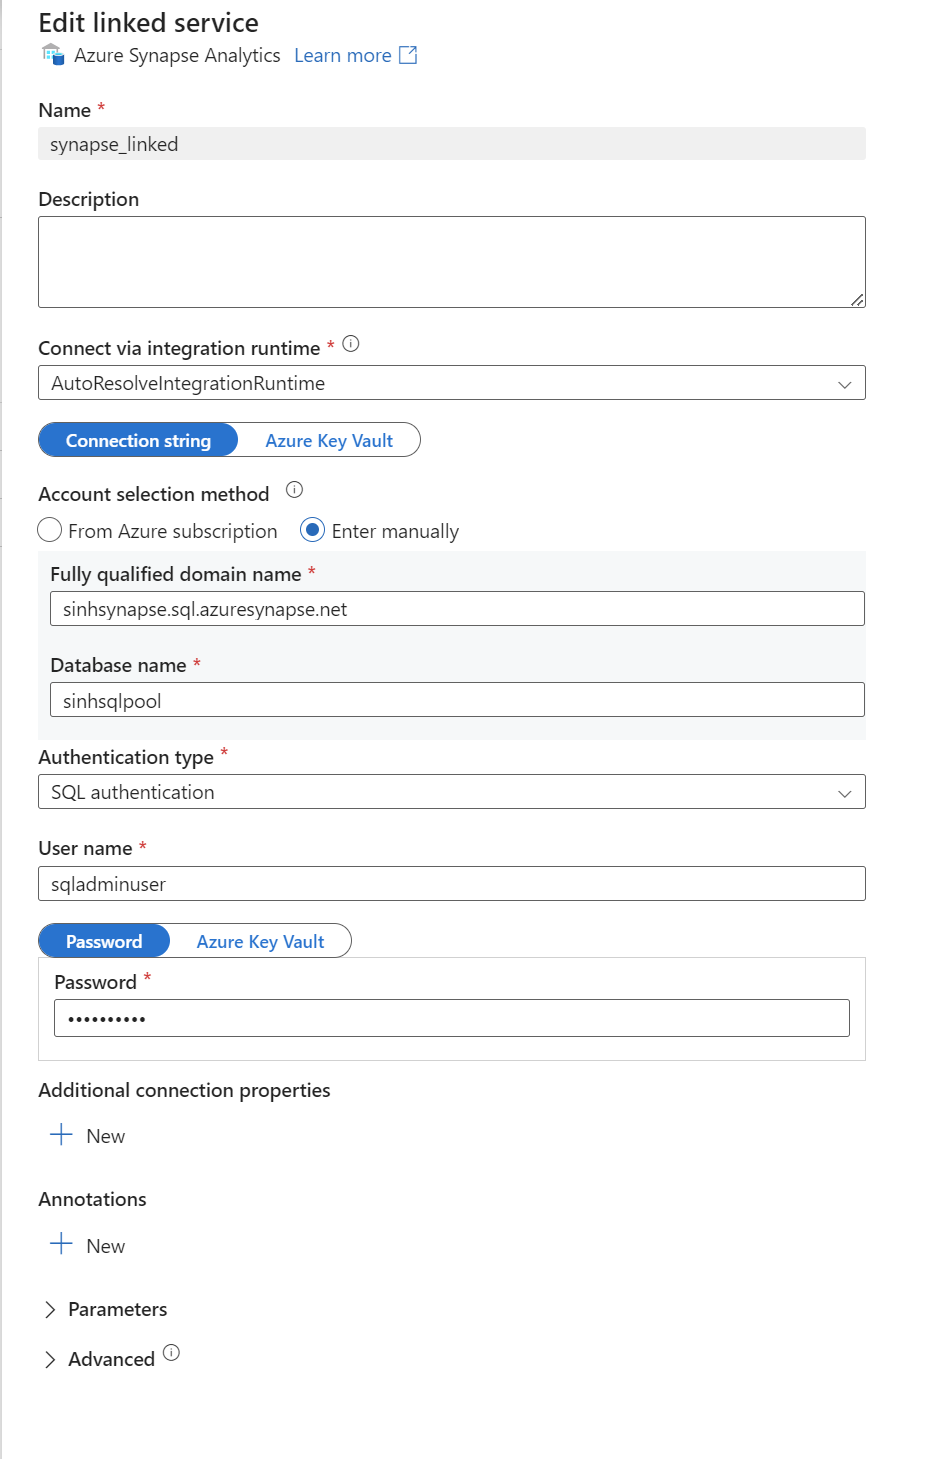 Edit linked service
Azure Synapse Analytics Learn more
Name *
synapse_linked
Description
Connect via integration runtime *
AutoResolveIntegrationRuntime
Connection string Azure Key Vault
Account selection method
From Azure subscription Enter manually
Fully qualified domain name *
sinhsynapse.sql.azuresynapse.net
Database name *
sinhsqlpool
Authentication type *
SQL authentication
User name *
sqladminuser
Password Azure Key Vault
Password *
••••••••••
Additional connection properties
New
Annotations
New
Parameters
Advanced